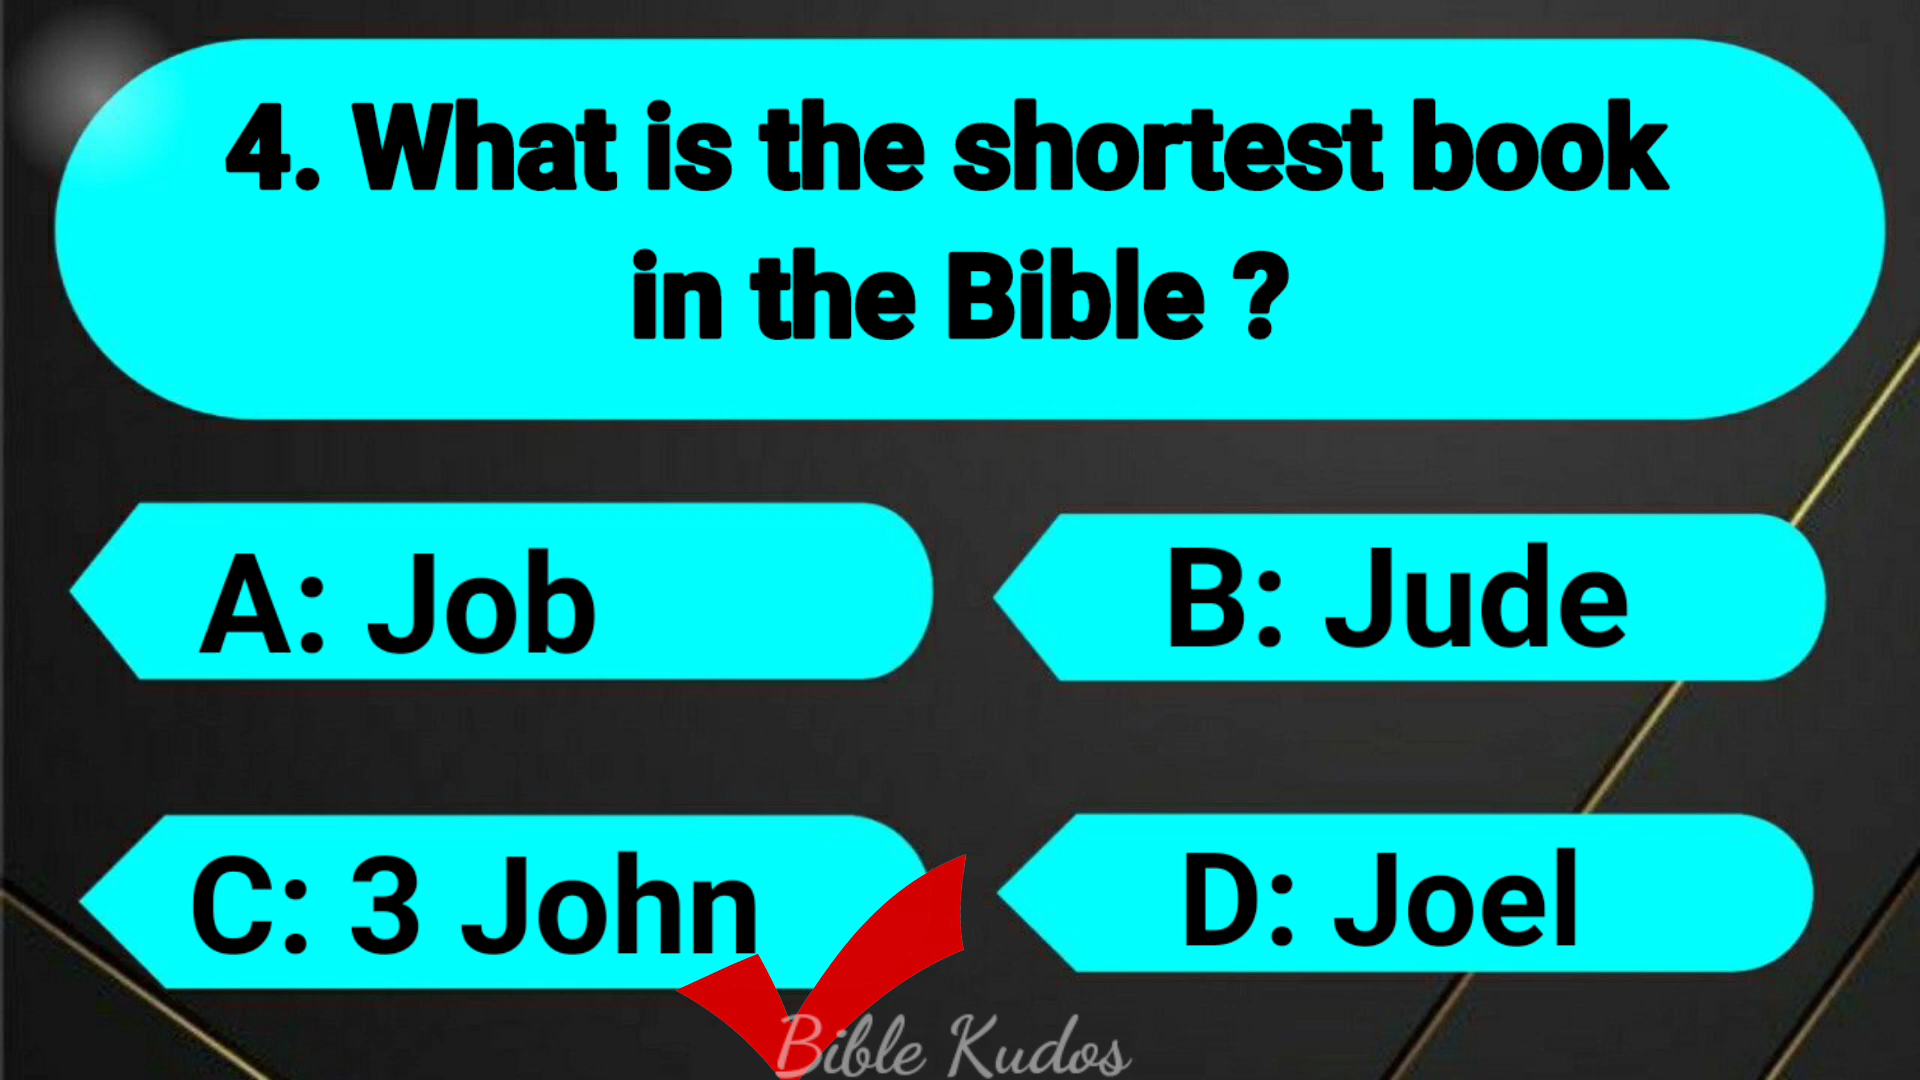 4. What is the shortest book
in the Bible ?
A: Job
B: Jude
C: 3 John
D: Joel
Bible Kudos